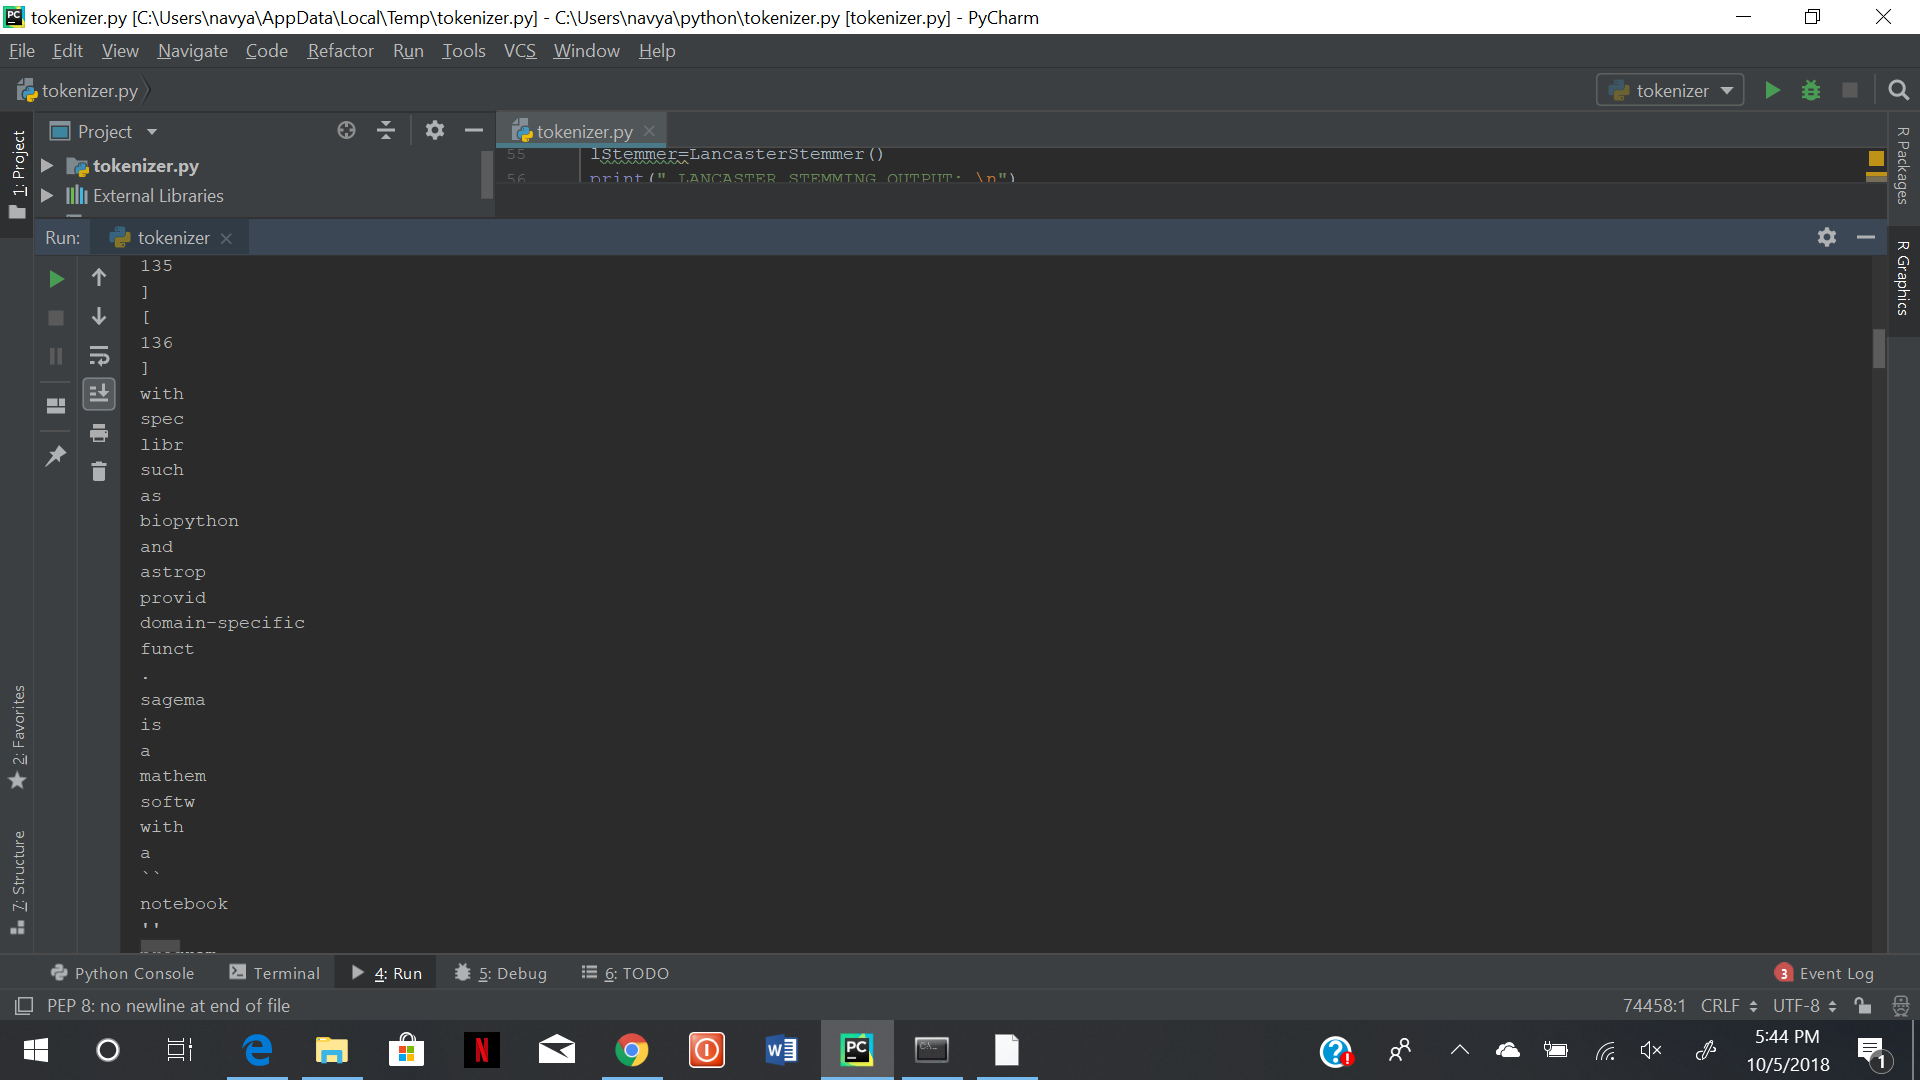 tokenizer.py [C:\Users\navya\AppData\Local\Temp\tokenizer.py] - C:\Users\navya\python\tokenizer.py [tokenizer.py] - PyCharm
File Edit View Navigate Code Refactor Run Tools VCS Window Help
tokenizer.py
tokenizer
1: Project
Project
tokenizer.py
External Libraries
tokenizer.py
55 lStemmer=LancasterStemmer()
56 print(" LANCASTER STEMMING OUTPUT: \n")
R Packages
R Graphics
Run: tokenizer
135
]
[
136
]
with
spec
libr
such
as
biopython
and
astrop
provid
domain-specific
funct
.
sagema
is
a
mathem
softw
with
a
``
notebook
''
program
2: Favorites
7: Structure
Python Console Terminal 4: Run 5: Debug 6: TODO
3 Event Log
PEP 8: no newline at end of file
74458:1 CRLF UTF-8
5:44 PM
10/5/2018
1